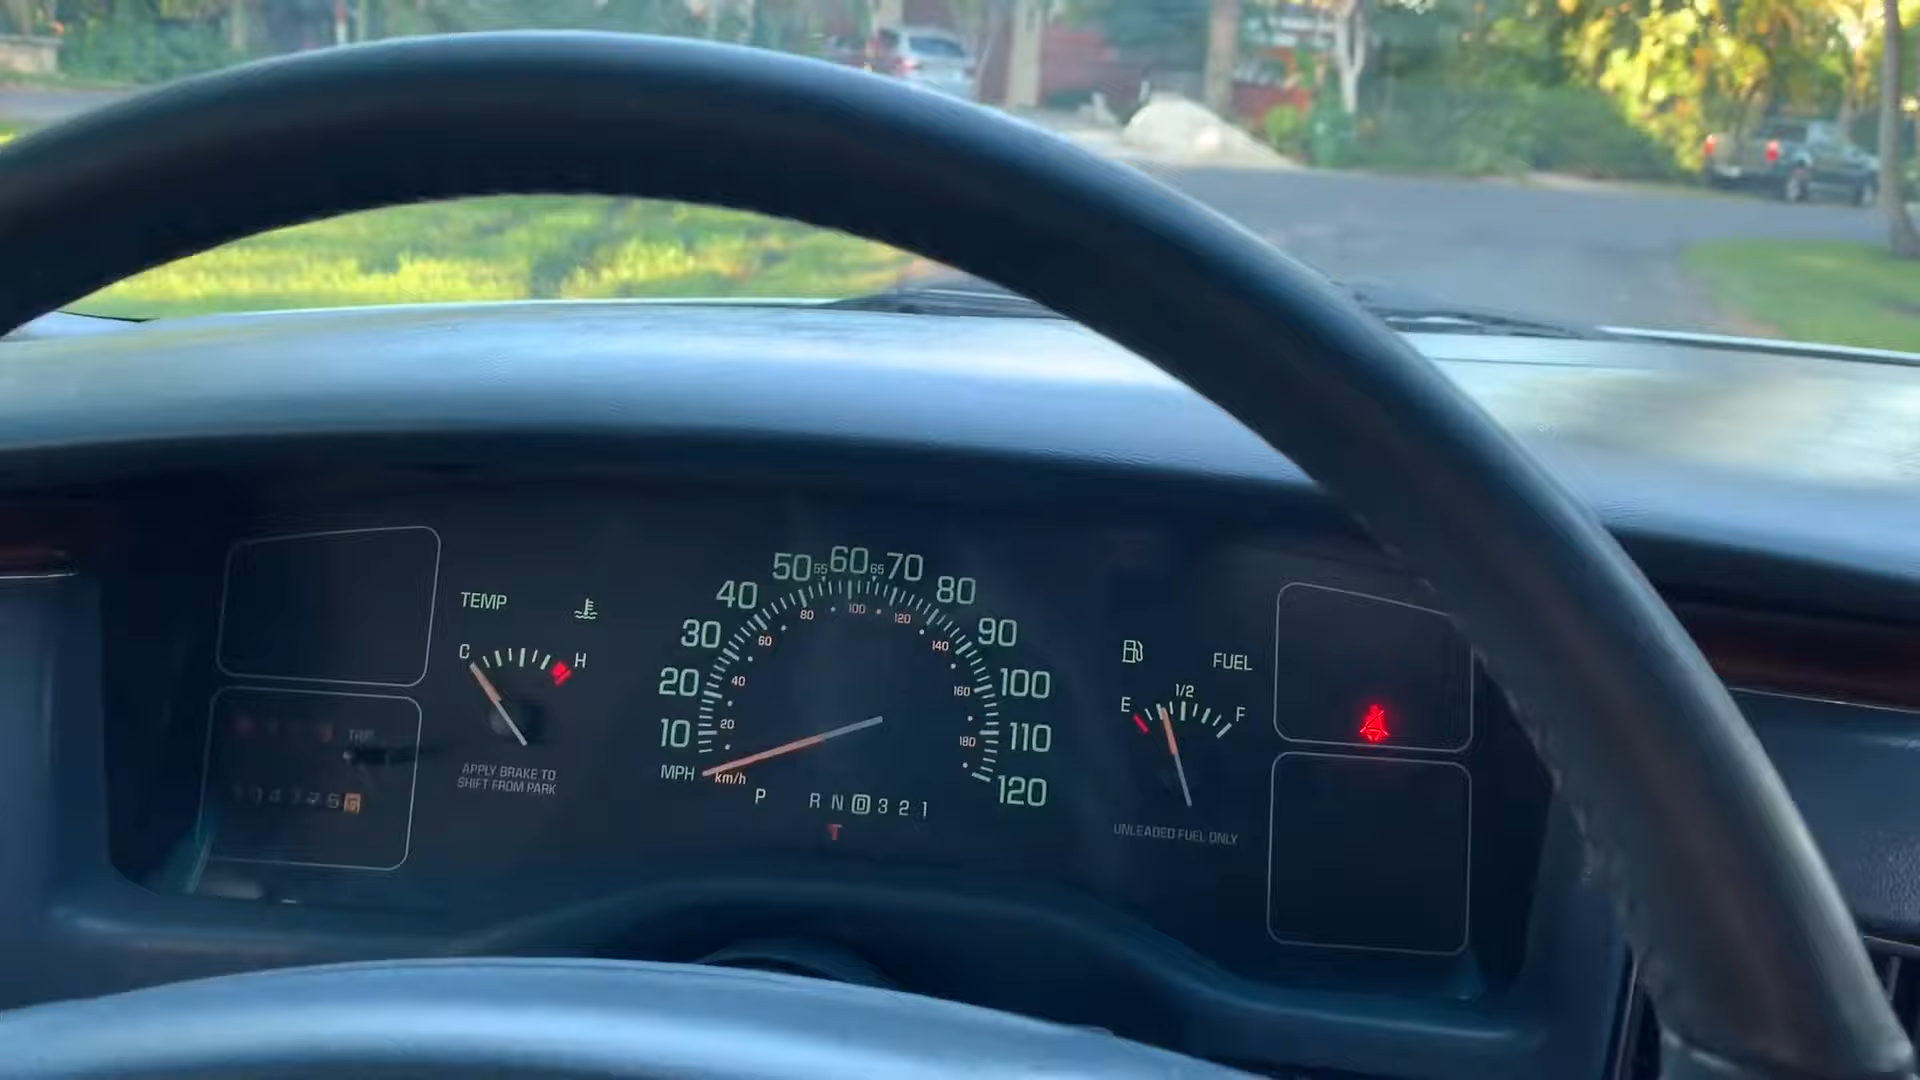 TEMP
C
H
APPLY BRAKE TO
SHIFT FROM PARK
TRIP
10
20
30
40
50
55
60
65
70
80
90
100
110
120
MPH
20
40
60
80
100
120
140
160
180
km/h
P R N D 3 2 1
FUEL
E
1/2
F
UNLEADED FUEL ONLY